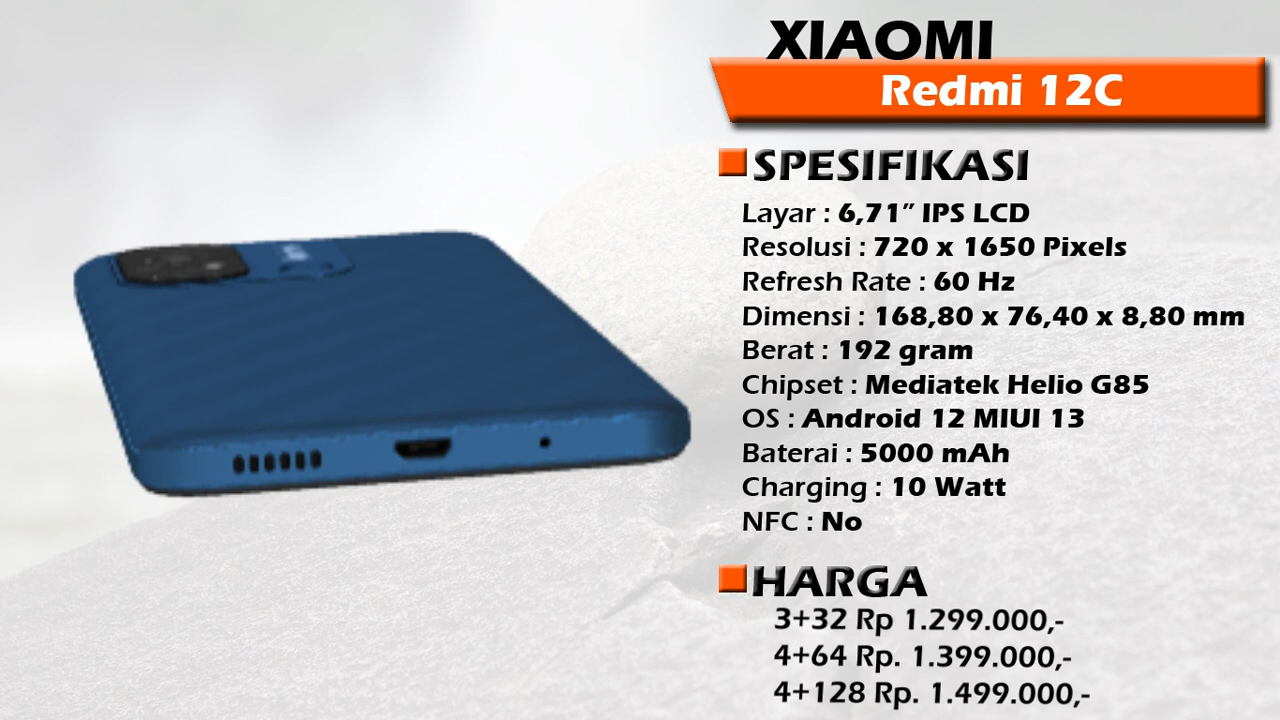 XIAOMI
Redmi 12C
SPESIFIKASI
Layar : 6,71” IPS LCD
Resolusi : 720 x 1650 Pixels
Refresh Rate : 60 Hz
Dimensi : 168,80 x 76,40 x 8,80 mm
Berat : 192 gram
Chipset : Mediatek Helio G85
OS : Android 12 MIUI 13
Baterai : 5000 mAh
Charging : 10 Watt
NFC : No
HARGA
3+32 Rp 1.299.000,-
4+64 Rp. 1.399.000,-
4+128 Rp. 1.499.000,-